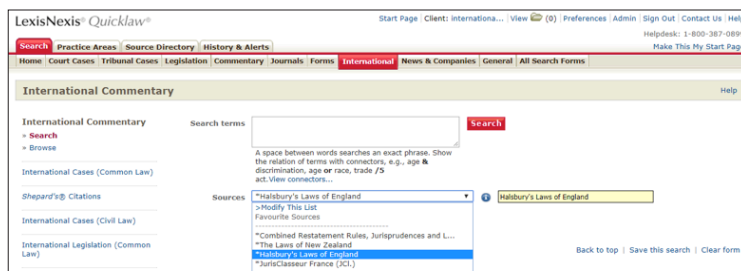 LexisNexis® Quicklaw®
Start Page | Client: internationa... | View (0) | Preferences | Admin | Sign Out | Contact Us | Help
Helpdesk: 1-800-387-089
Search Practice Areas Source Directory History & Alerts
Make This My Start Page
Home Court Cases Tribunal Cases Legislation Commentary Journals Forms International News & Companies General All Search Forms
International Commentary
Help
International Commentary
» Search
» Browse
International Cases (Common Law)
Shepard's® Citations
International Cases (Civil Law)
International Legislation (Common
Law)
Search terms
Search
A space between words searches an exact phrase. Show
the relation of terms with connectors, e.g., age &
discrimination, age or race, trade /5
act. View connectors...
Sources
*Halsbury's Laws of England
Halsbury's Laws of England
>Modify This List
Favourite Sources
----------------------------------------
*Combined Restatement Rules, Jurisprudences and L...
*The Laws of New Zealand
*Halsbury's Laws of England
*JurisClasseur France (JCl.)
Back to top | Save this search | Clear form